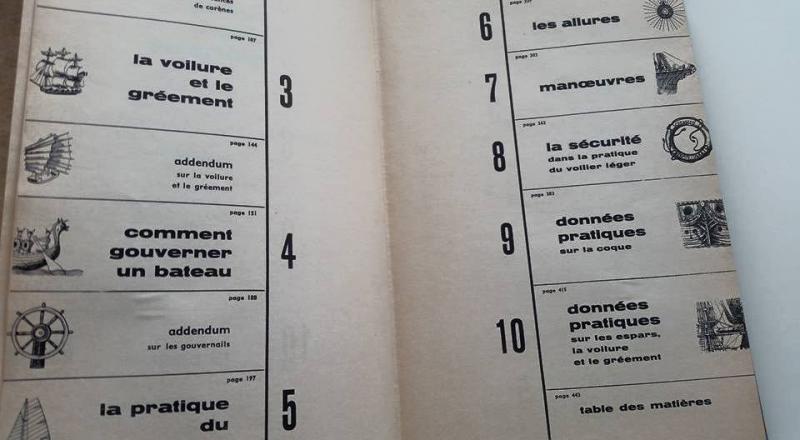 de carènes
page 107
la voilure
et le
gréement
3
page 144
addendum
sur la voilure
et le gréement
page 151
comment
gouverner
un bateau
4
page 188
addendum
sur les gouvernails
page 197
la pratique
du
5
6
les allures
7
manœuvres
page 342
8
la sécurité
dans la pratique
du voilier léger
page 383
9
données
pratiques
sur la coque
page 415
10
données
pratiques
sur les espars,
la voilure
et le gréement
page 443
table des matières